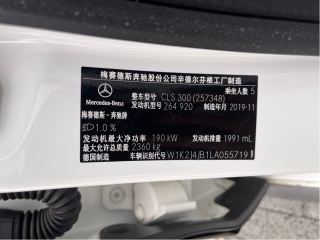 梅赛德斯奔驰股份公司辛德尔芬根工厂制造
乘坐人数 5
整车型号 CLS 300 (257348)
发动机型号 264 920 2019-11
Mercedes-Benz
梅赛德斯-奔驰牌
1.0 %
发动机最大净功率 190 kW 发动机排量 1991 mL
最大允许总质量 2360 kg
德国制造 车辆识别代号 W1K2J4JB1LA055719